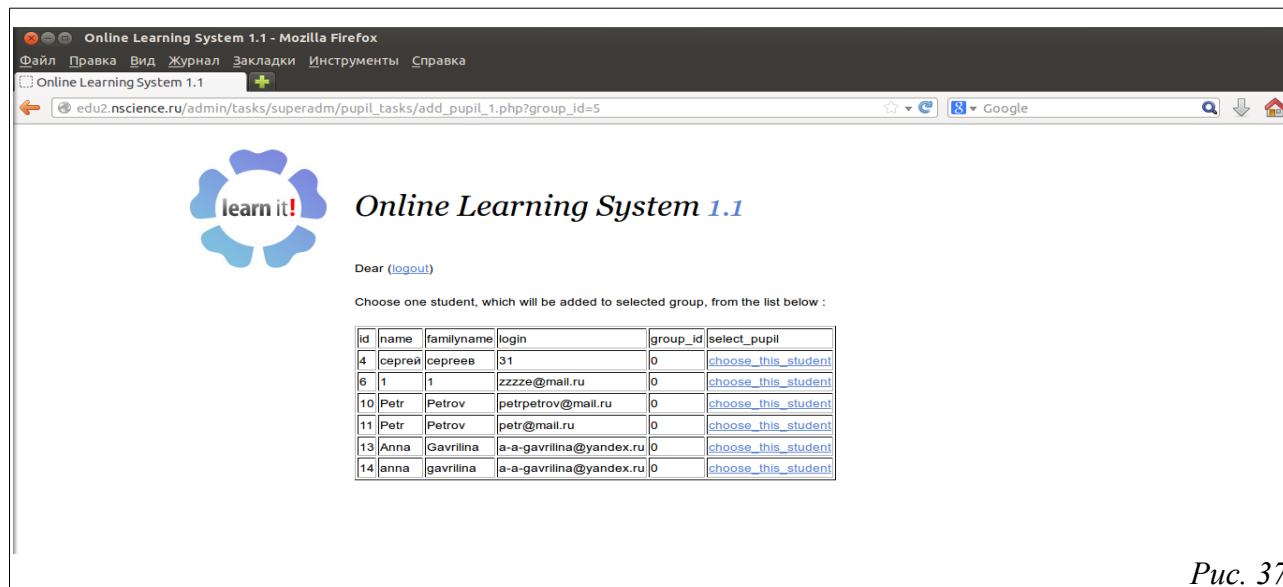 Online Learning System 1.1 - Mozilla Firefox
Файл Правка Вид Журнал Закладки Инструменты Справка
Online Learning System 1.1
edu2.nscience.ru/admin/tasks/superadm/pupil_tasks/add_pupil_1.php?group_id=5 Google
learn it!
Online Learning System 1.1
Dear (logout)
Choose one student, which will be added to selected group, from the list below :
id name familyname login group_id select_pupil
4 сергей сергеев 31 0 choose_this_student
6 1 1 zzzze@mail.ru 0 choose_this_student
10 Petr Petrov petrpetrov@mail.ru 0 choose_this_student
11 Petr Petrov petr@mail.ru 0 choose_this_student
13 Anna Gavrilina a-a-gavrilina@yandex.ru 0 choose_this_student
14 anna gavrilina a-a-gavrilina@yandex.ru 0 choose_this_student
Рис. 37